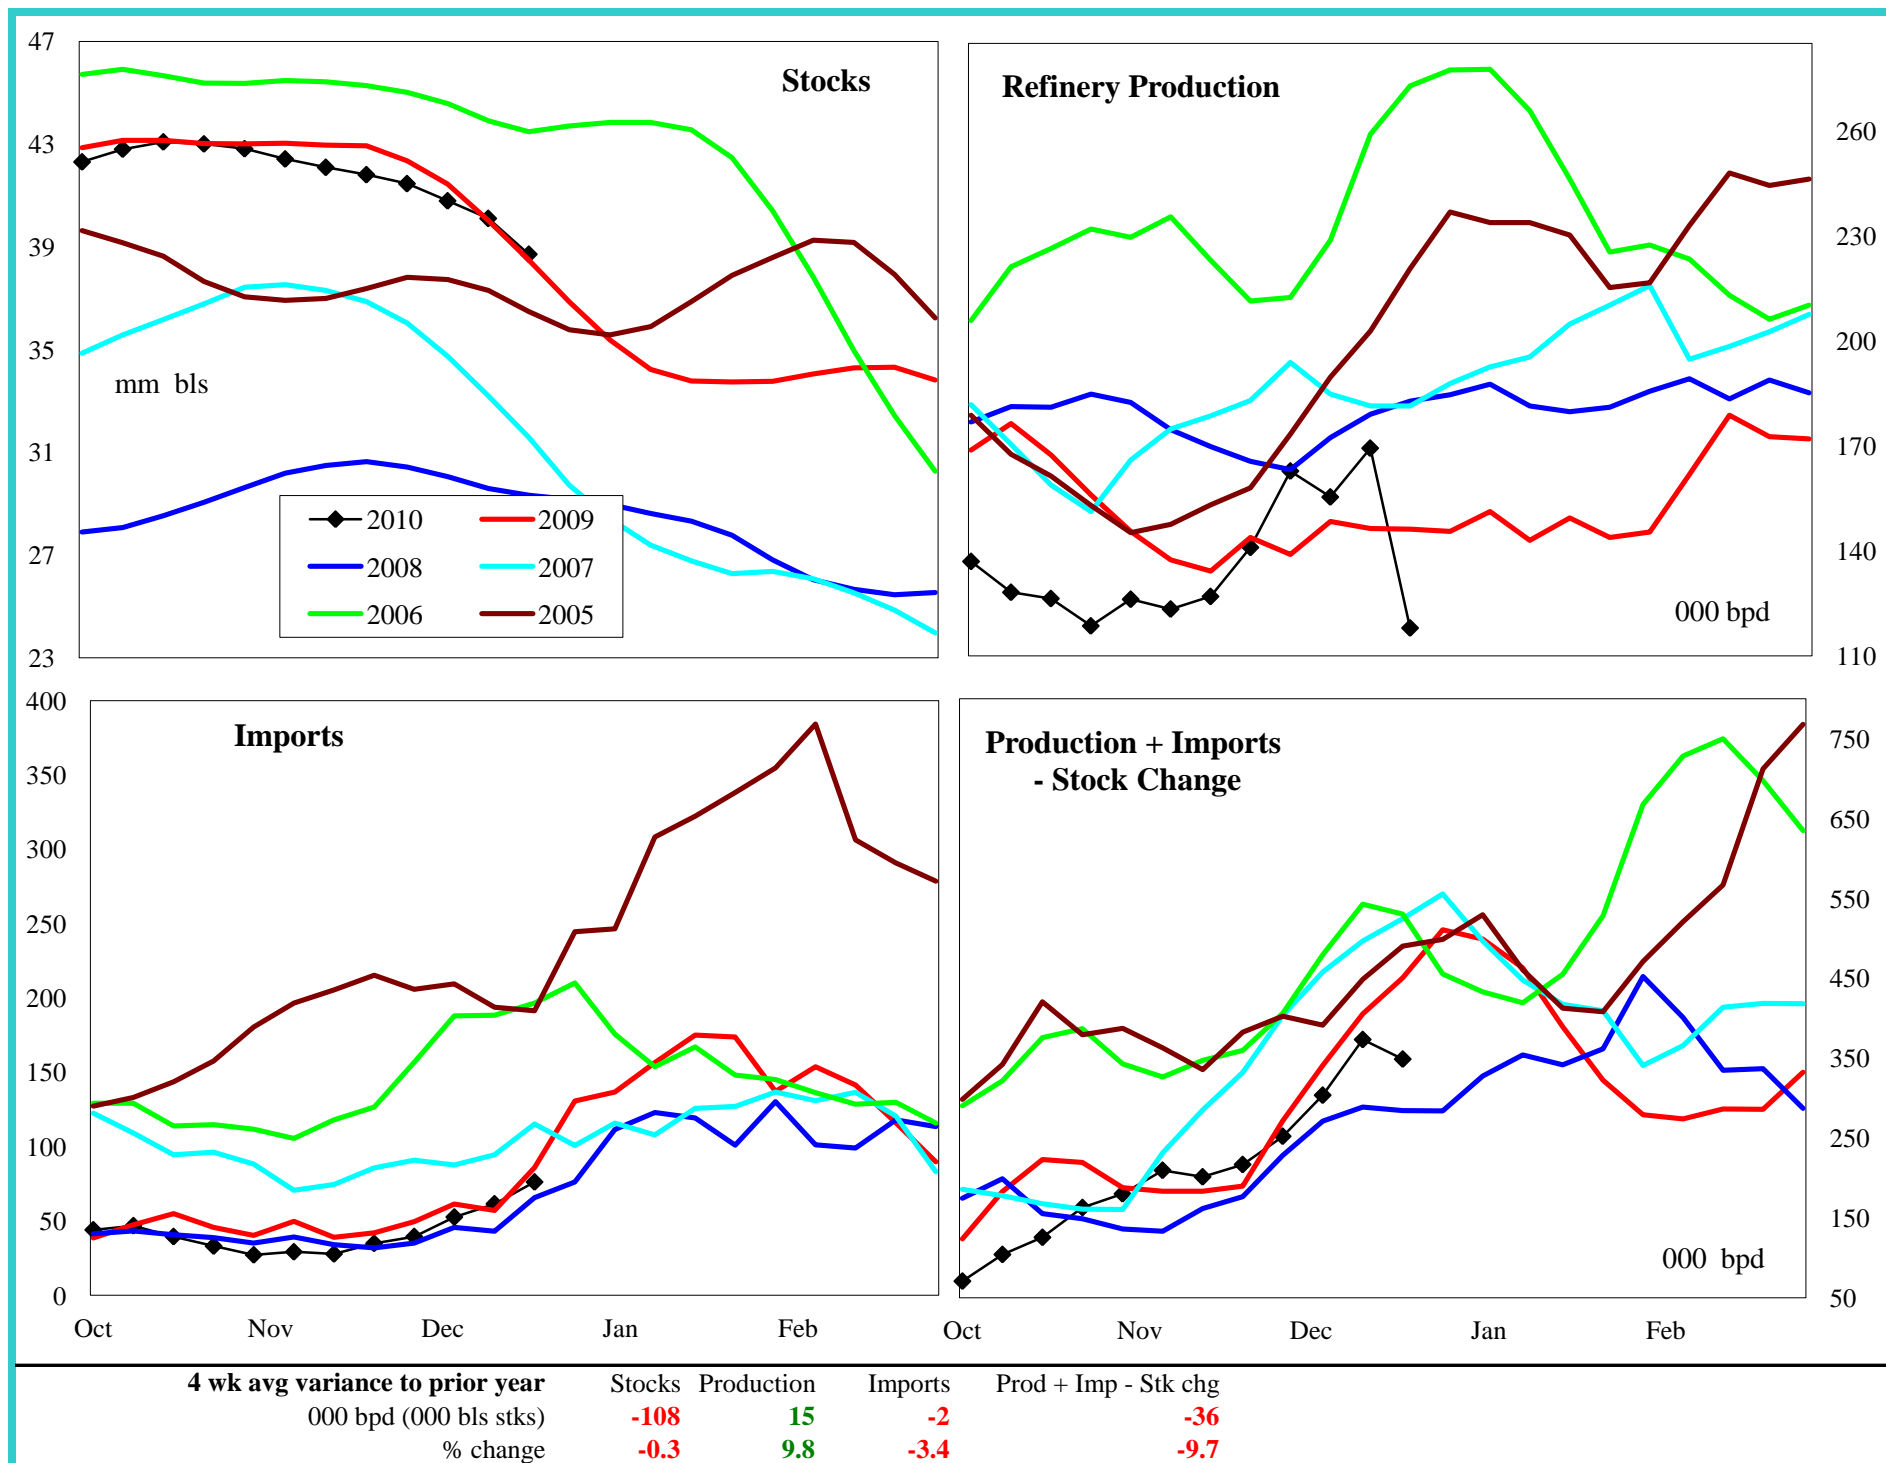 Stocks
47
43
39
35
31
27
23
mm bls
2010 2009
2008 2007
2006 2005
Refinery Production
260
230
200
170
140
110
000 bpd
Imports
400
350
300
250
200
150
100
50
0
Oct Nov Dec Jan Feb
Production + Imports
- Stock Change
750
650
550
450
350
250
150
50
000 bpd
Oct Nov Dec Jan Feb
4 wk avg variance to prior year Stocks Production Imports Prod + Imp - Stk chg
000 bpd (000 bls stks) -108 15 -2 -36
% change -0.3 9.8 -3.4 -9.7